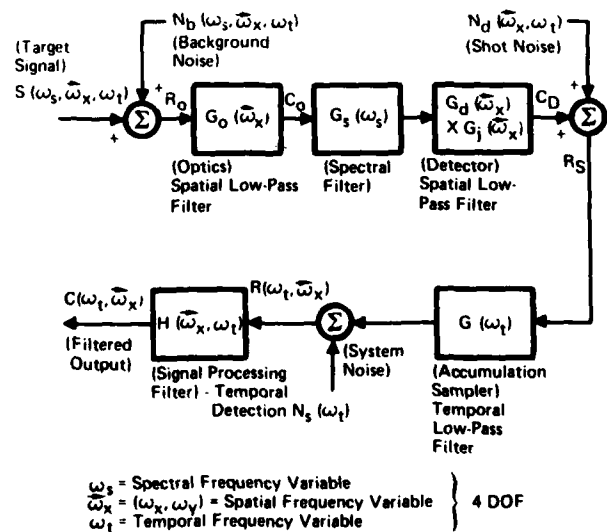 (Target
Signal)
S (ω_s, ω̄_x, ω_t)
N_b (ω_s, ω̄_x, ω_t)
(Background
Noise)
N_d (ω̄_x, ω_t)
(Shot Noise)
+
+
Σ
R_o
G_o (ω̄_x)
C_o
G_s (ω_s)
G_d (ω̄_x)
X G_j (ω̄_x)
C_D
+
+
Σ
(Optics)
Spatial Low-Pass
Filter
(Spectral
Filter)
(Detector)
Spatial Low-
Pass Filter
R_S
C(ω_t, ω̄_x)
(Filtered
Output)
H (ω̄_x, ω_t)
R(ω_t, ω̄_x)
Σ
G (ω_t)
(Signal Processing
Filter) - Temporal
Detection
(System
Noise)
N_s (ω_t)
(Accumulation
Sampler)
Temporal
Low-Pass
Filter
ω_s = Spectral Frequency Variable
ω̄_x = (ω_x, ω_y) = Spatial Frequency Variable
ω_t = Temporal Frequency Variable
4 DOF